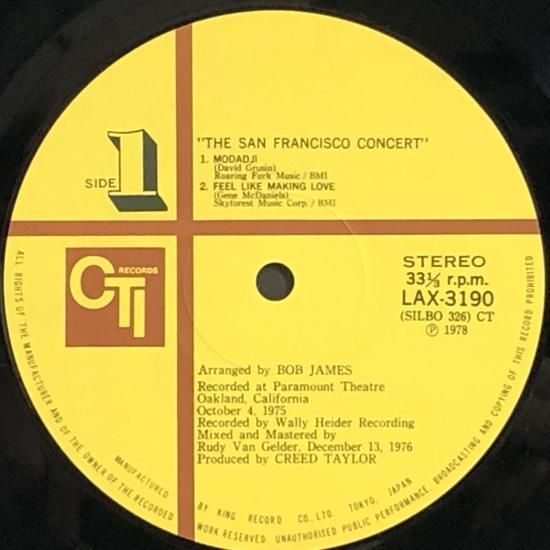 "THE SAN FRANCISCO CONCERT"
1. MODADJI
(David Grusin)
Roaring Fork Music / BMI
2. FEEL LIKE MAKING LOVE
(Gene McDaniels)
Skyforest Music Corp. / BMI
SIDE 1
CTI RECORDS
STEREO
33⅓ r.p.m.
LAX-3190
(SILBO 326) CT
Ⓟ 1978
Arranged by BOB JAMES
Recorded at Paramount Theatre
Oakland, California
October 4, 1975
Recorded by Wally Heider Recording
Mixed and Mastered by
Rudy Van Gelder, December 13, 1976
Produced by CREED TAYLOR
MANUFACTURED BY KING RECORD CO., LTD. TOKYO, JAPAN
ALL RIGHTS OF THE MANUFACTURER AND OF THE OWNER OF THE RECORDED WORK RESERVED. UNAUTHORISED PUBLIC PERFORMANCE, BROADCASTING AND COPYING OF THIS RECORD PROHIBITED